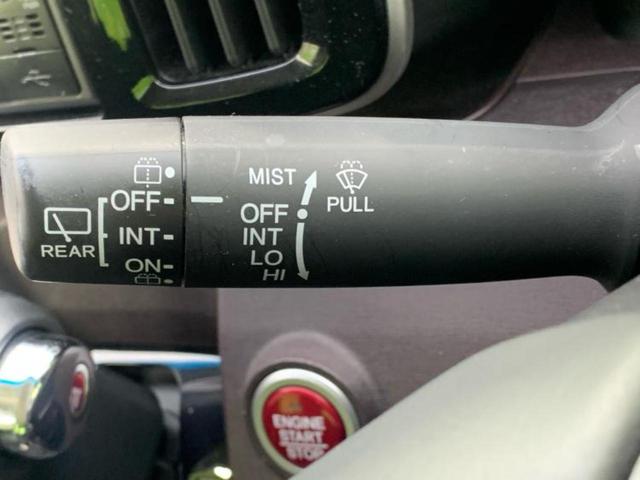 OFF
INT
ON
REAR
MIST
OFF
INT
LO
HI
PULL
ENGINE
START
STOP